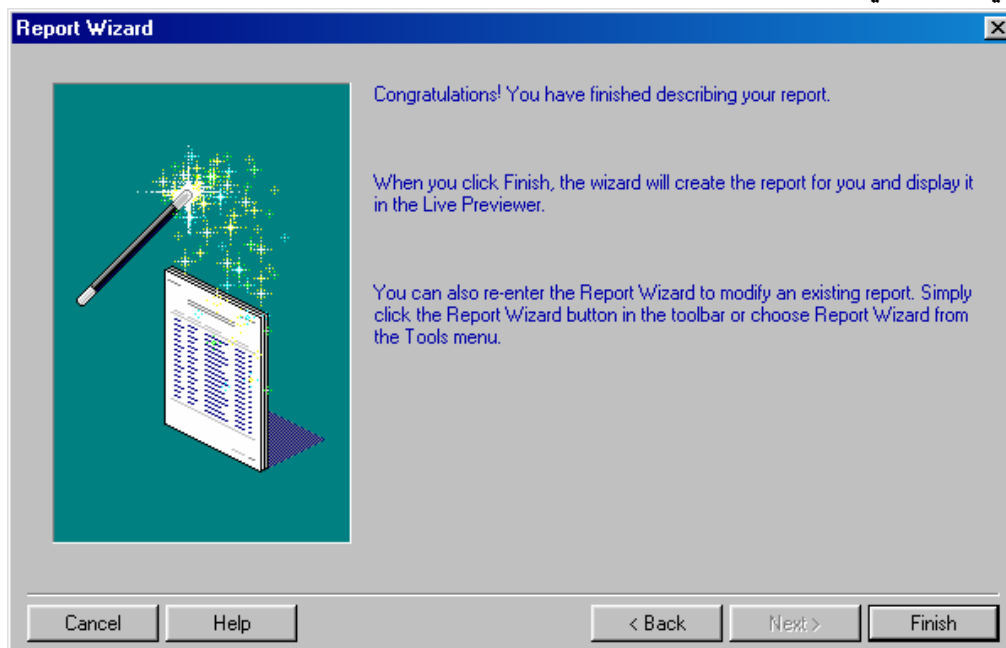 Report Wizard
Congratulations! You have finished describing your report.
When you click Finish, the wizard will create the report for you and display it
in the Live Previewer.
You can also re-enter the Report Wizard to modify an existing report. Simply
click the Report Wizard button in the toolbar or choose Report Wizard from
the Tools menu.
Cancel
Help
< Back
Next >
Finish